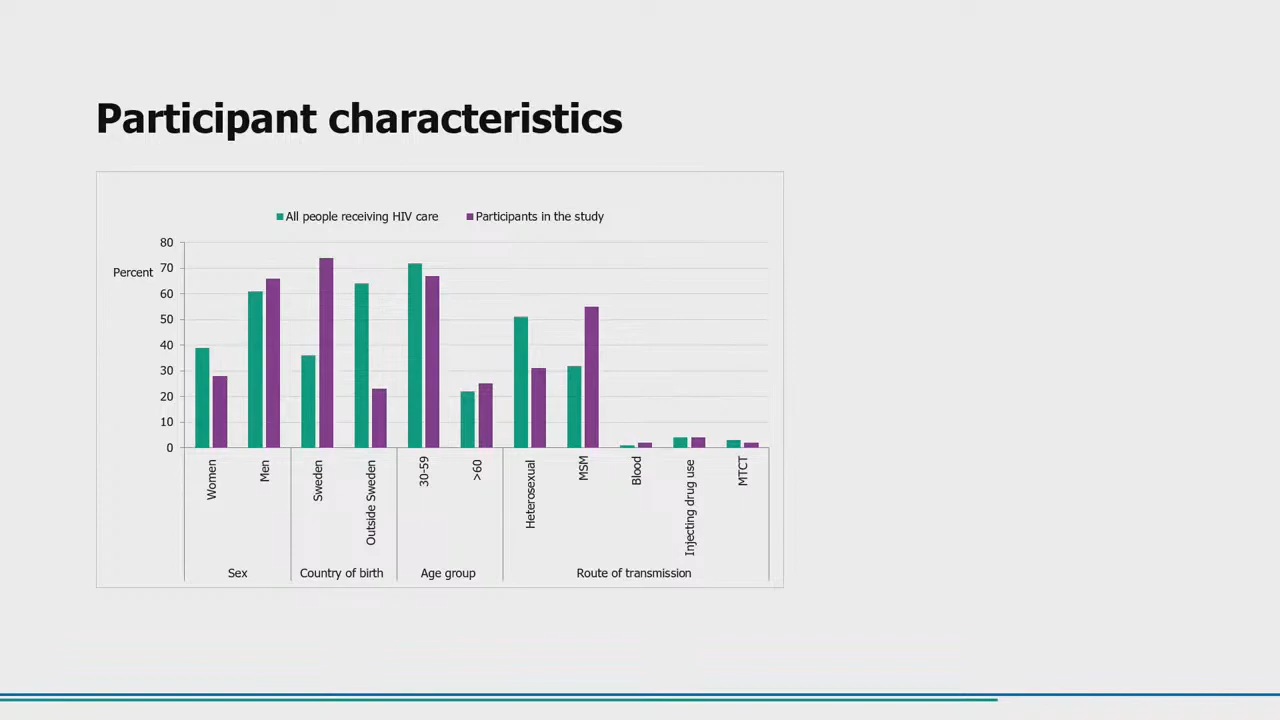 Participant characteristics
All people receiving HIV care Participants in the study
Percent
80
70
60
50
40
30
20
10
0
Women Men Sweden Outside Sweden 30-59 >60 Heterosexual MSM Blood Injecting drug use MTCT
Sex Country of birth Age group Route of transmission